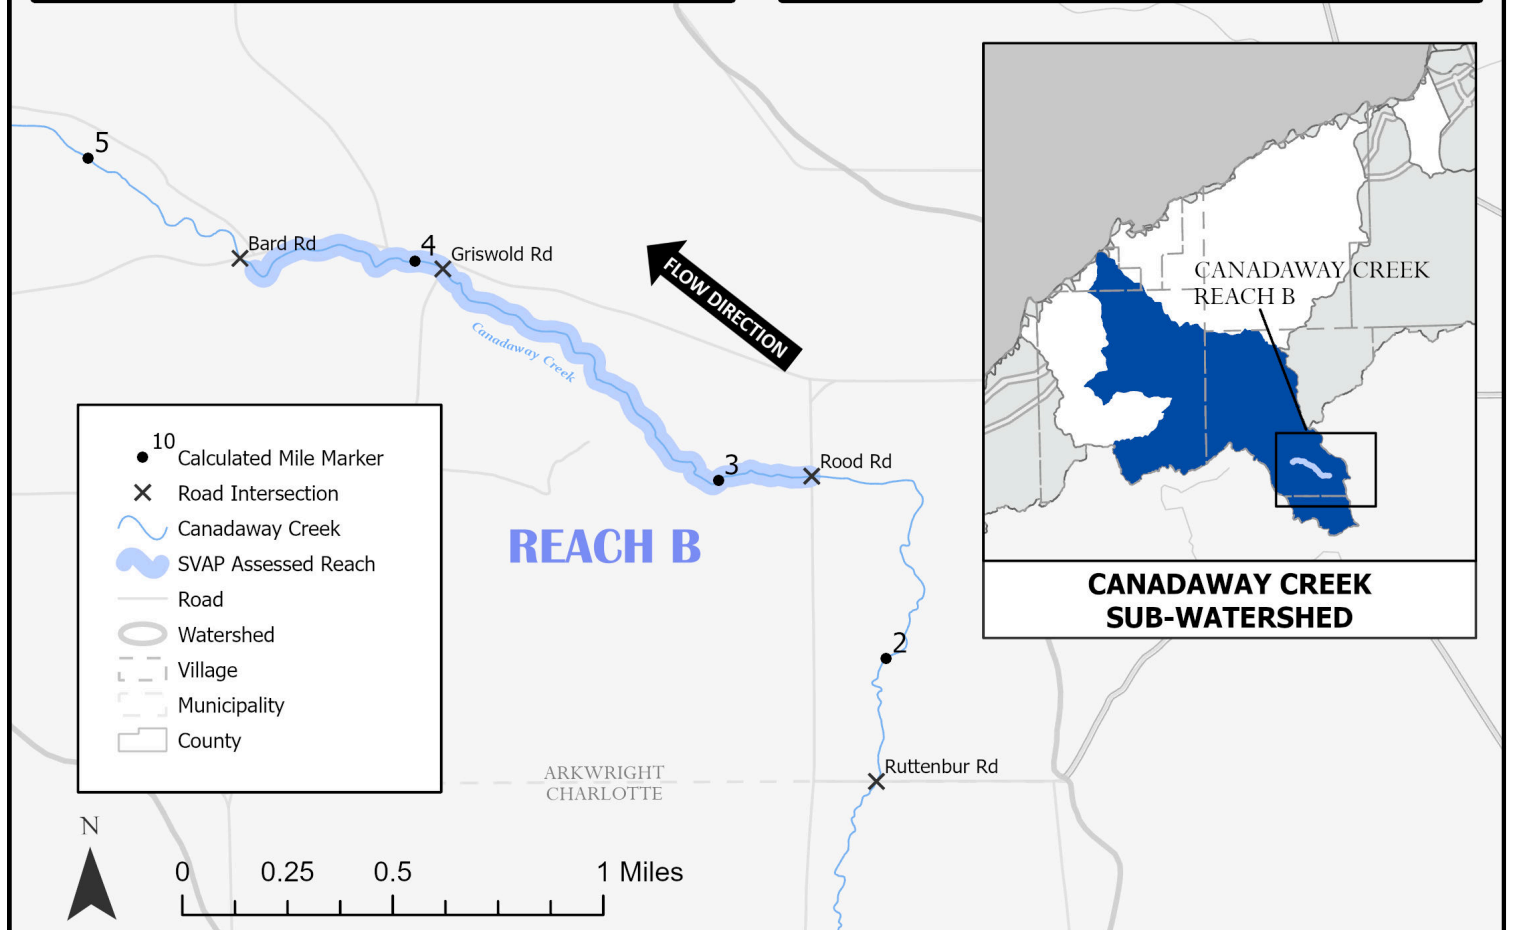 5
Bard Rd
4
Griswold Rd
FLOW DIRECTION
Canadaway Creek
3
Rood Rd
REACH B
2
Ruttenbur Rd
ARKWRIGHT
CHARLOTTE
10
Calculated Mile Marker
Road Intersection
Canadaway Creek
SVAP Assessed Reach
Road
Watershed
Village
Municipality
County
N
0 0.25 0.5 1 Miles
CANADAWAY CREEK
REACH B
CANADAWAY CREEK
SUB-WATERSHED